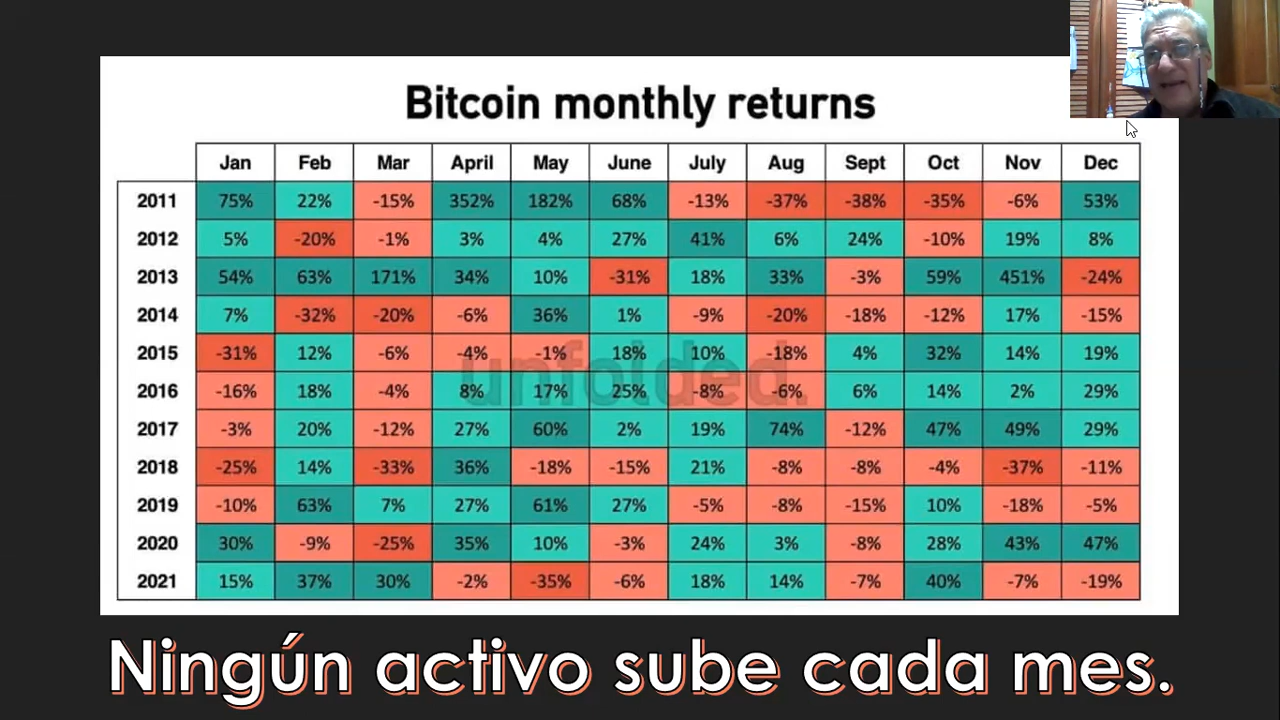 Bitcoin monthly returns
Jan Feb Mar April May June July Aug Sept Oct Nov Dec
2011 75% 22% -15% 352% 182% 68% -13% -37% -38% -35% -6% 53%
2012 5% -20% -1% 3% 4% 27% 41% 6% 24% -10% 19% 8%
2013 54% 63% 171% 34% 10% -31% 18% 33% -3% 59% 451% -24%
2014 7% -32% -20% -6% 36% 1% -9% -20% -18% -12% 17% -15%
2015 -31% 12% -6% -4% -1% 18% 10% -18% 4% 32% 14% 19%
2016 -16% 18% -4% 8% 17% 25% -8% -6% 6% 14% 2% 29%
unfolded.
2017 -3% 20% -12% 27% 60% 2% 19% 74% -12% 47% 49% 29%
2018 -25% 14% -33% 36% -18% -15% 21% -8% -8% -4% -37% -11%
2019 -10% 63% 7% 27% 61% 27% -5% -8% -15% 10% -18% -5%
2020 30% -9% -25% 35% 10% -3% 24% 3% -8% 28% 43% 47%
2021 15% 37% 30% -2% -35% -6% 18% 14% -7% 40% -7% -19%
Ningún activo sube cada mes.